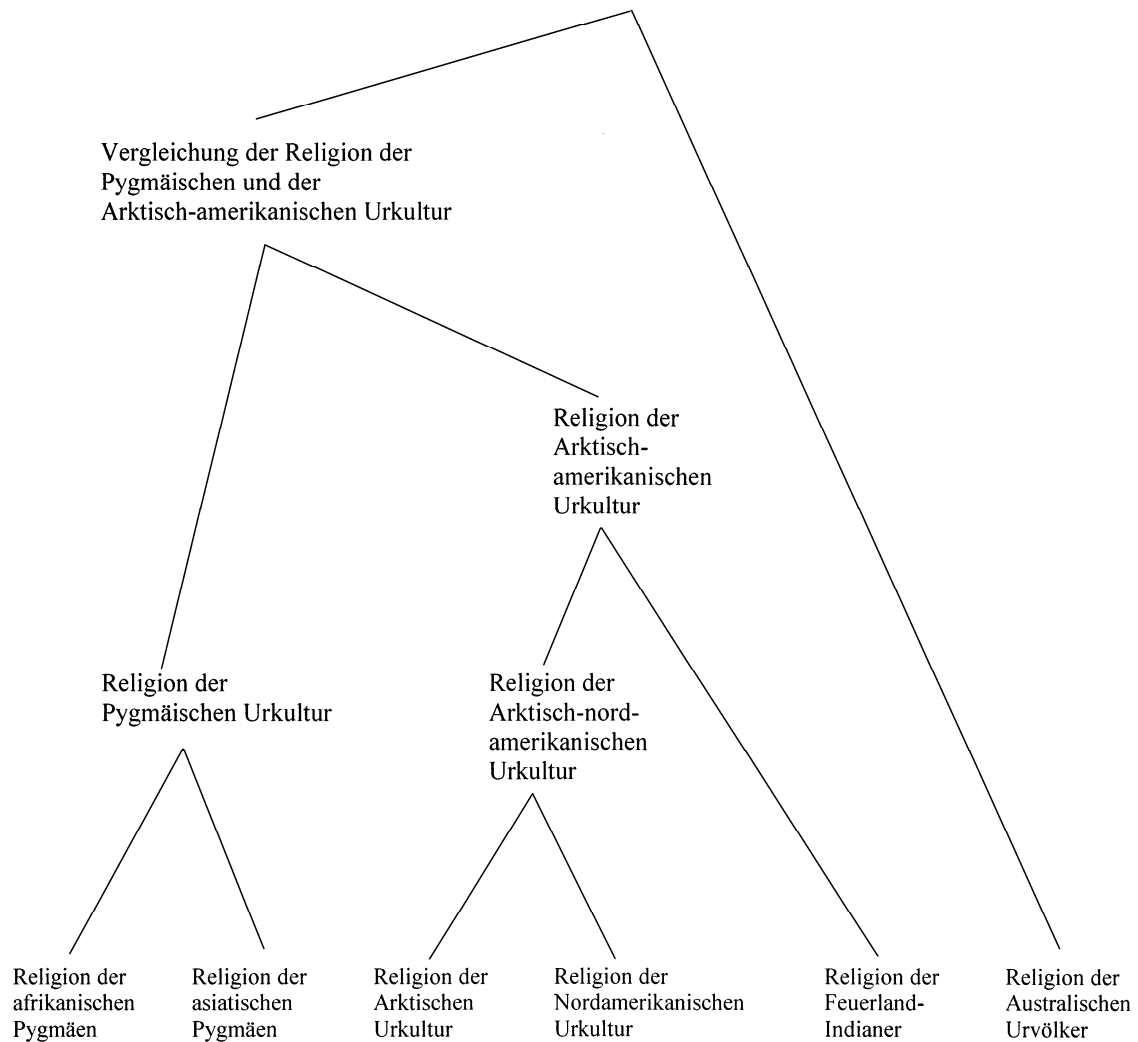 Vergleichung der Religion der
Pygmäischen und der
Arktisch-amerikanischen Urkultur
Religion der
Arktisch-
amerikanischen
Urkultur
Religion der
Pygmäischen Urkultur
Religion der
Arktisch-nord-
amerikanischen
Urkultur
Religion der
afrikanischen
Pygmäen
Religion der
asiatischen
Pygmäen
Religion der
Arktischen
Urkultur
Religion der
Nordamerikanischen
Urkultur
Religion der
Feuerland-
Indianer
Religion der
Australischen
Urvölker